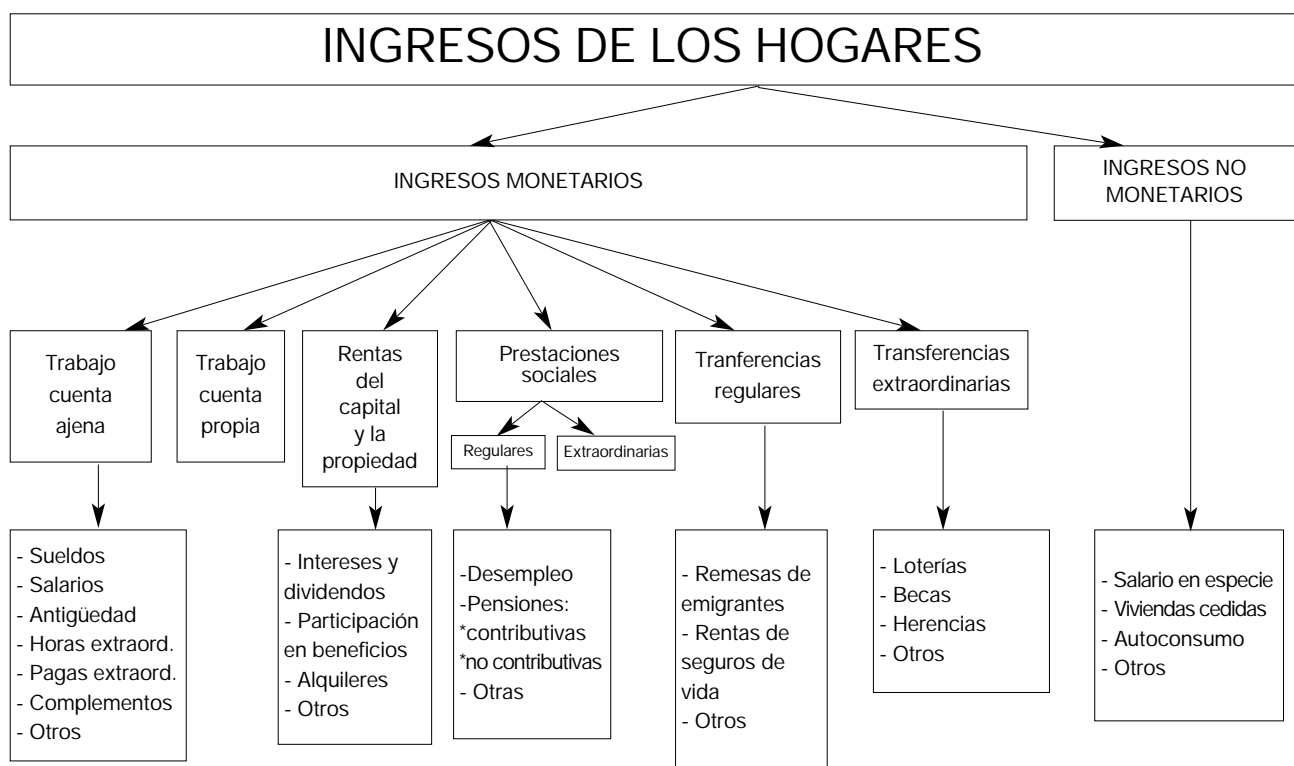 INGRESOS DE LOS HOGARES
INGRESOS MONETARIOS
INGRESOS NO
MONETARIOS
Trabajo
cuenta
ajena
Trabajo
cuenta
propia
Rentas
del
capital
y la
propiedad
Prestaciones
sociales
Regulares
Extraordinarias
Tranferencias
regulares
Transferencias
extraordinarias
- Sueldos
- Salarios
- Antigüedad
- Horas extraord.
- Pagas extraord.
- Complementos
- Otros
- Intereses y
dividendos
- Participación
en beneficios
- Alquileres
- Otros
-Desempleo
-Pensiones:
*contributivas
*no contributivas
- Otras
- Remesas de
emigrantes
- Rentas de
seguros de
vida
- Otros
- Loterías
- Becas
- Herencias
- Otros
- Salario en especie
- Viviendas cedidas
- Autoconsumo
- Otros